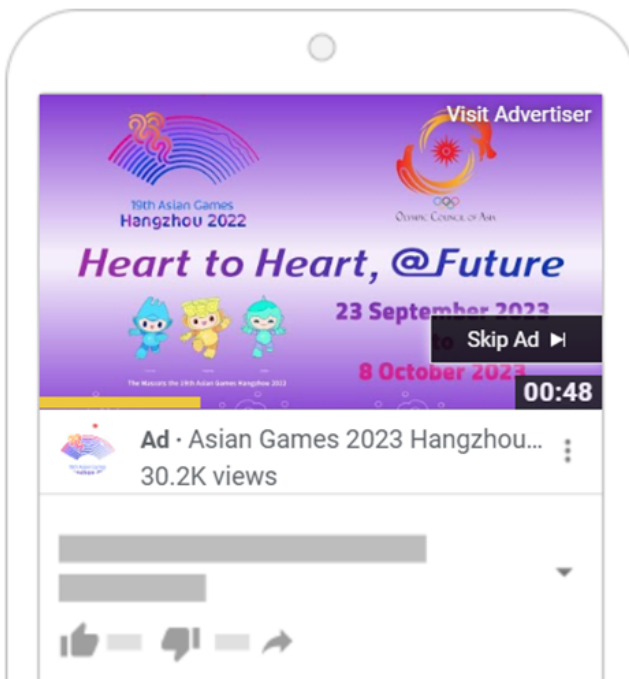 Visit Advertiser
19th Asian Games
Hangzhou 2022
Olympic Council of Asia
Heart to Heart, @Future
23 September 2023
to
8 October 2023
The Mascots the 19th Asian Games Hangzhou 2022
Skip Ad
00:48
Ad · Asian Games 2023 Hangzhou...
30.2K views